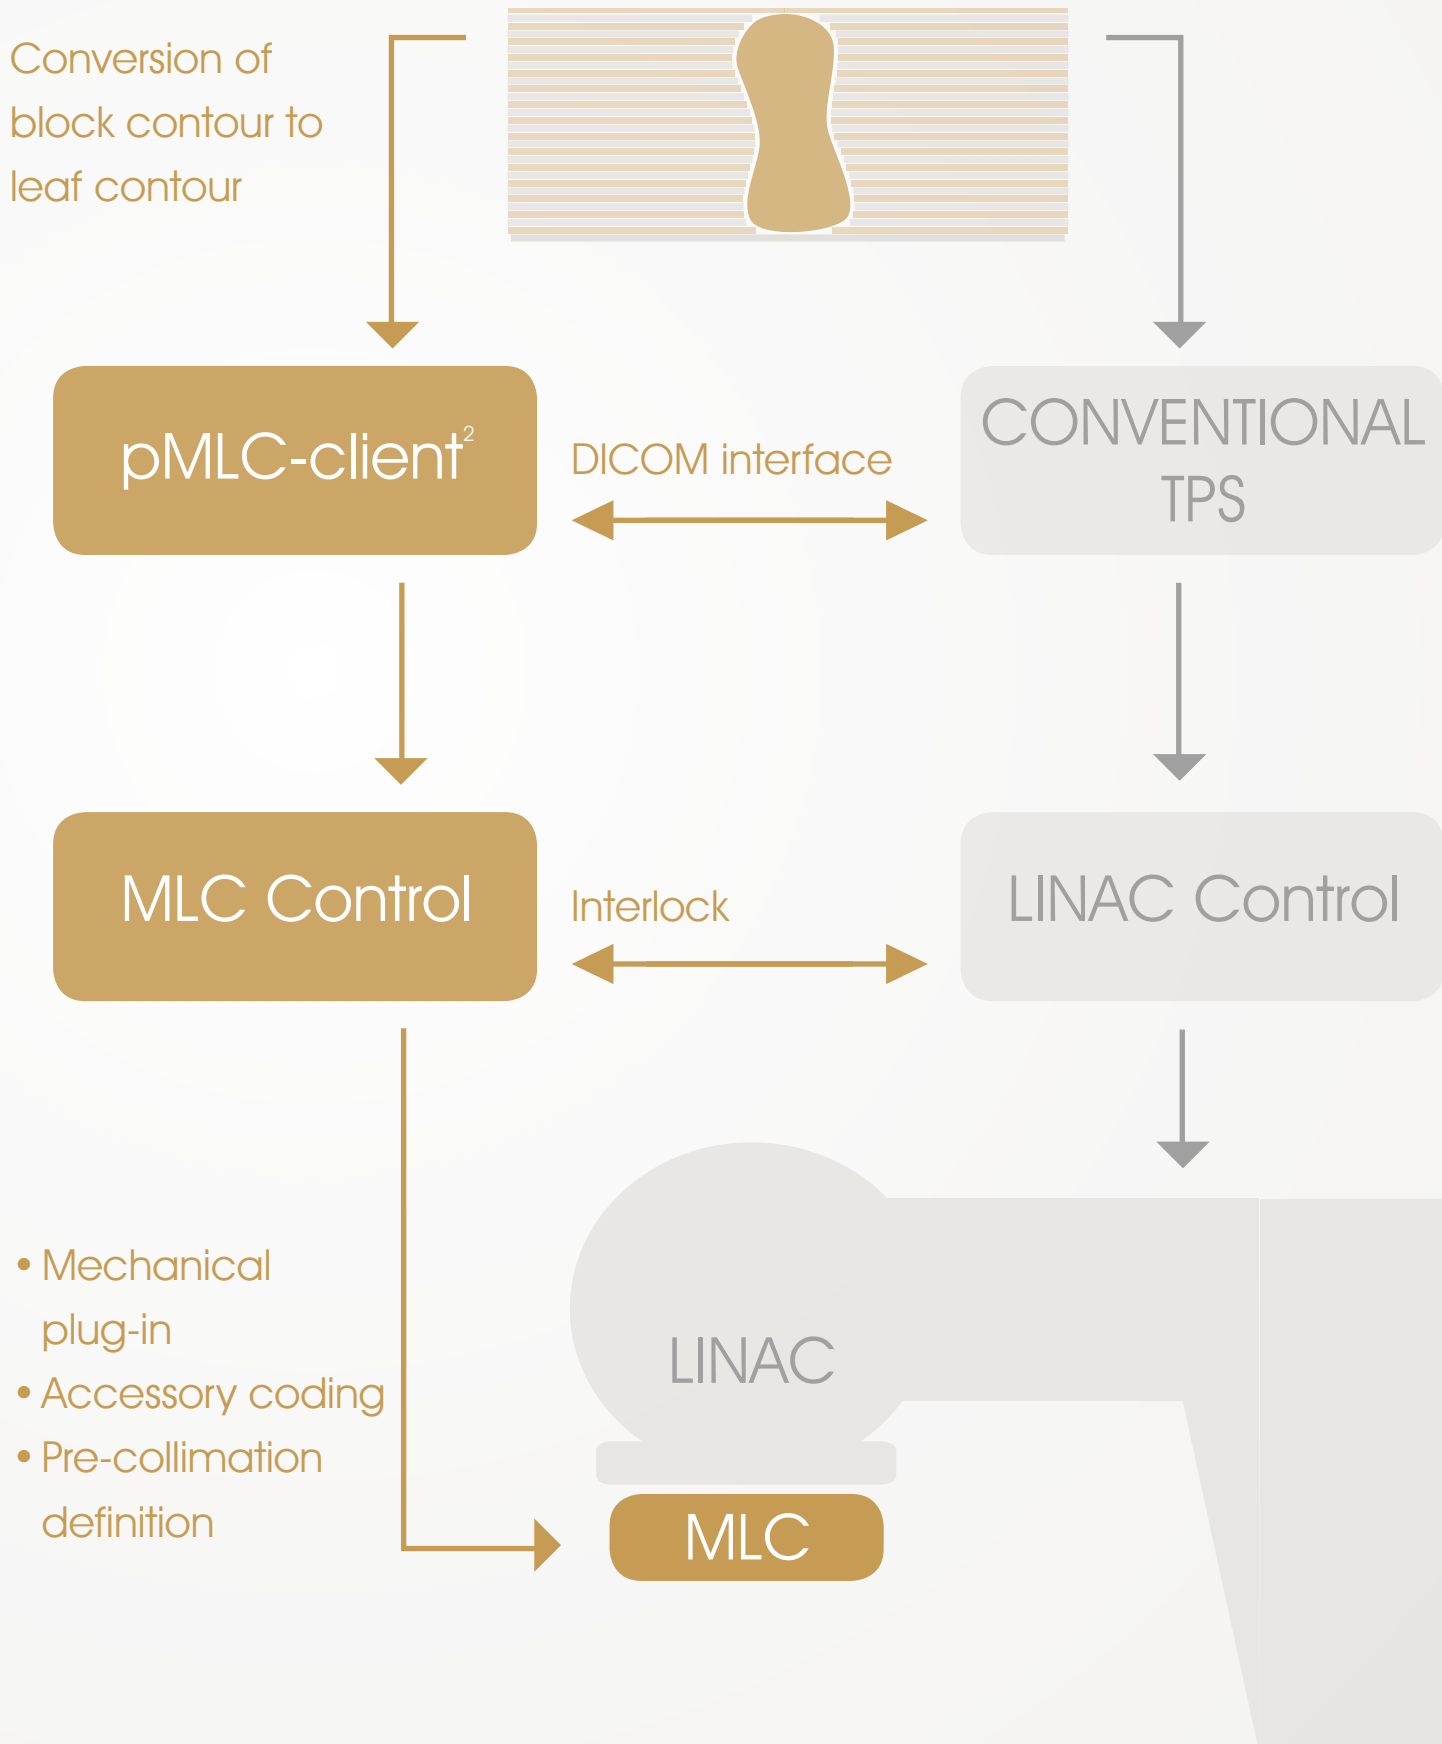 Conversion of
block contour to
leaf contour
pMLC-client²
DICOM interface
CONVENTIONAL
TPS
MLC Control
Interlock
LINAC Control
• Mechanical
plug-in
• Accessory coding
• Pre-collimation
definition
LINAC
MLC